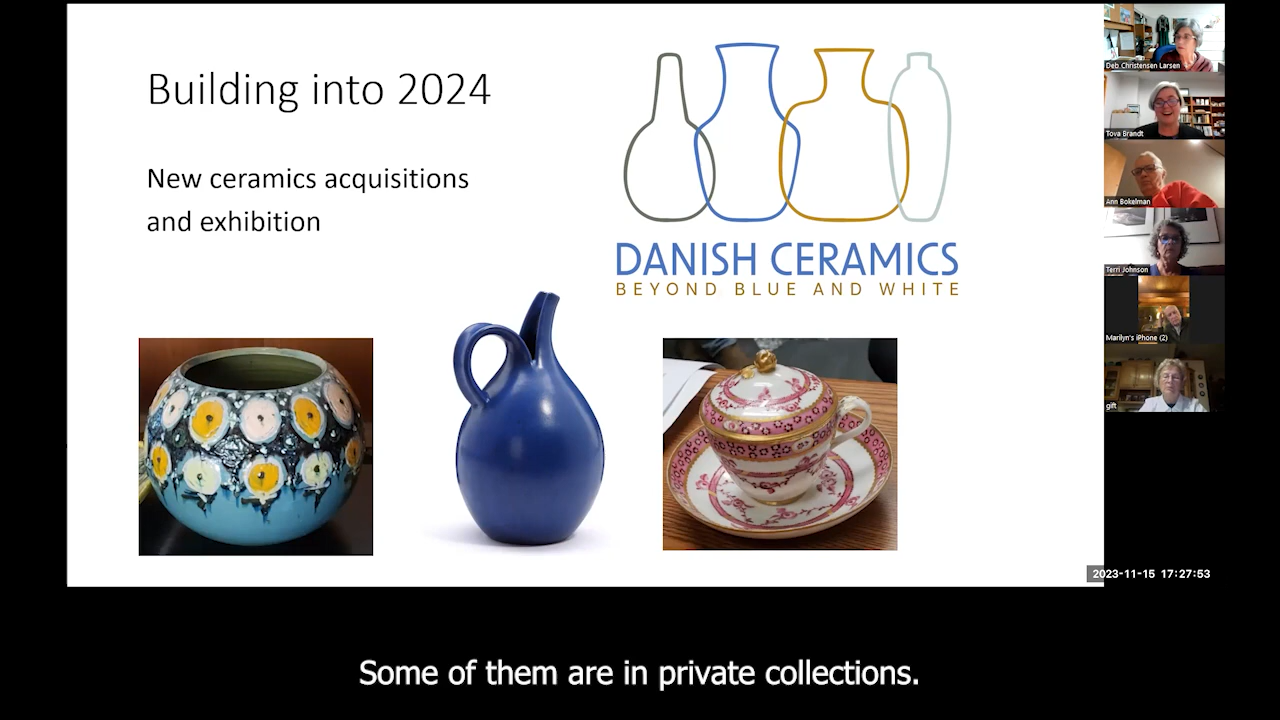 Building into 2024
New ceramics acquisitions
and exhibition
DANISH CERAMICS
BEYOND BLUE AND WHITE
Deb Christensen Larsen
Tova Brandt
Ann Bokelman
Terri Johnson
Marilyn's iPhone (2)
gift
2023-11-15 17:27:53
Some of them are in private collections.